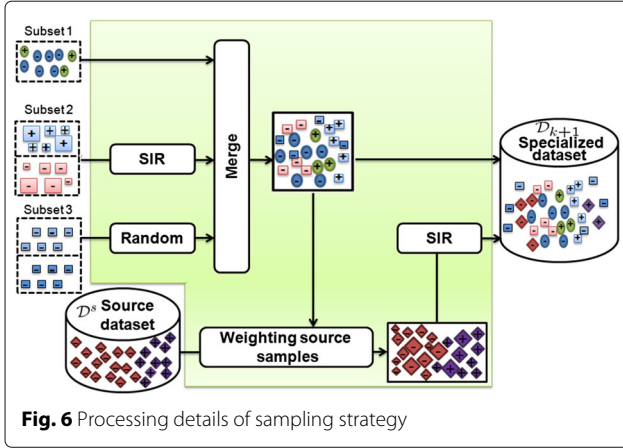 Subset 1
Subset 2
SIR
Subset 3
Random
Merge
D^s Source
dataset
Weighting source
samples
SIR
D_{k+1}
Specialized
dataset
Fig. 6 Processing details of sampling strategy